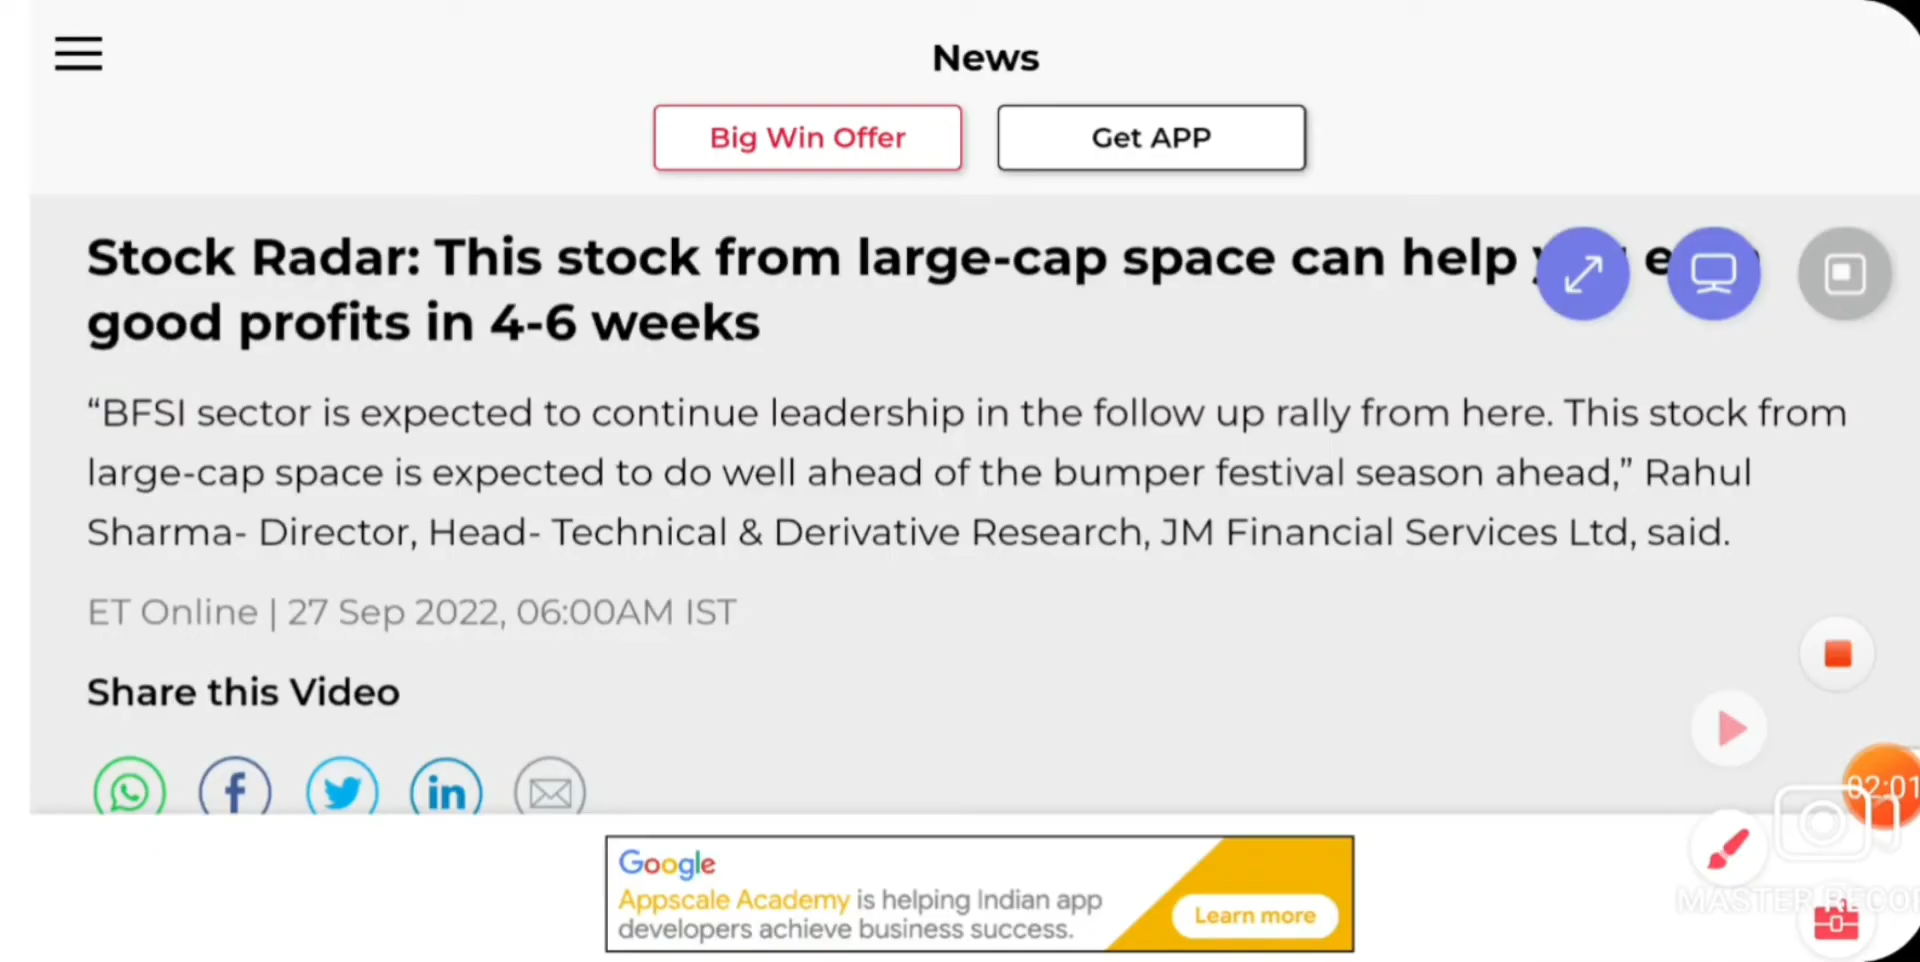 News
Big Win Offer
Get APP
Stock Radar: This stock from large-cap space can help
good profits in 4-6 weeks
“BFSI sector is expected to continue leadership in the follow up rally from here. This stock from
large-cap space is expected to do well ahead of the bumper festival season ahead,” Rahul
Sharma- Director, Head- Technical & Derivative Research, JM Financial Services Ltd, said.
ET Online | 27 Sep 2022, 06:00AM IST
Share this Video
02:01
Google
Appscale Academy is helping Indian app
developers achieve business success.
Learn more
MASTER RECO